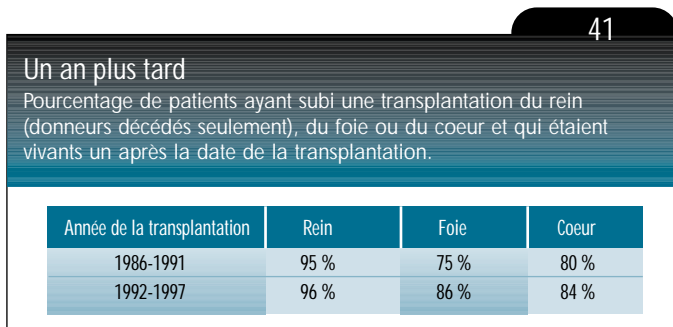 41
Un an plus tard
Pourcentage de patients ayant subi une transplantation du rein
(donneurs décédés seulement), du foie ou du coeur et qui étaient
vivants un après la date de la transplantation.
Année de la transplantation Rein Foie Coeur
1986-1991 95 % 75 % 80 %
1992-1997 96 % 86 % 84 %